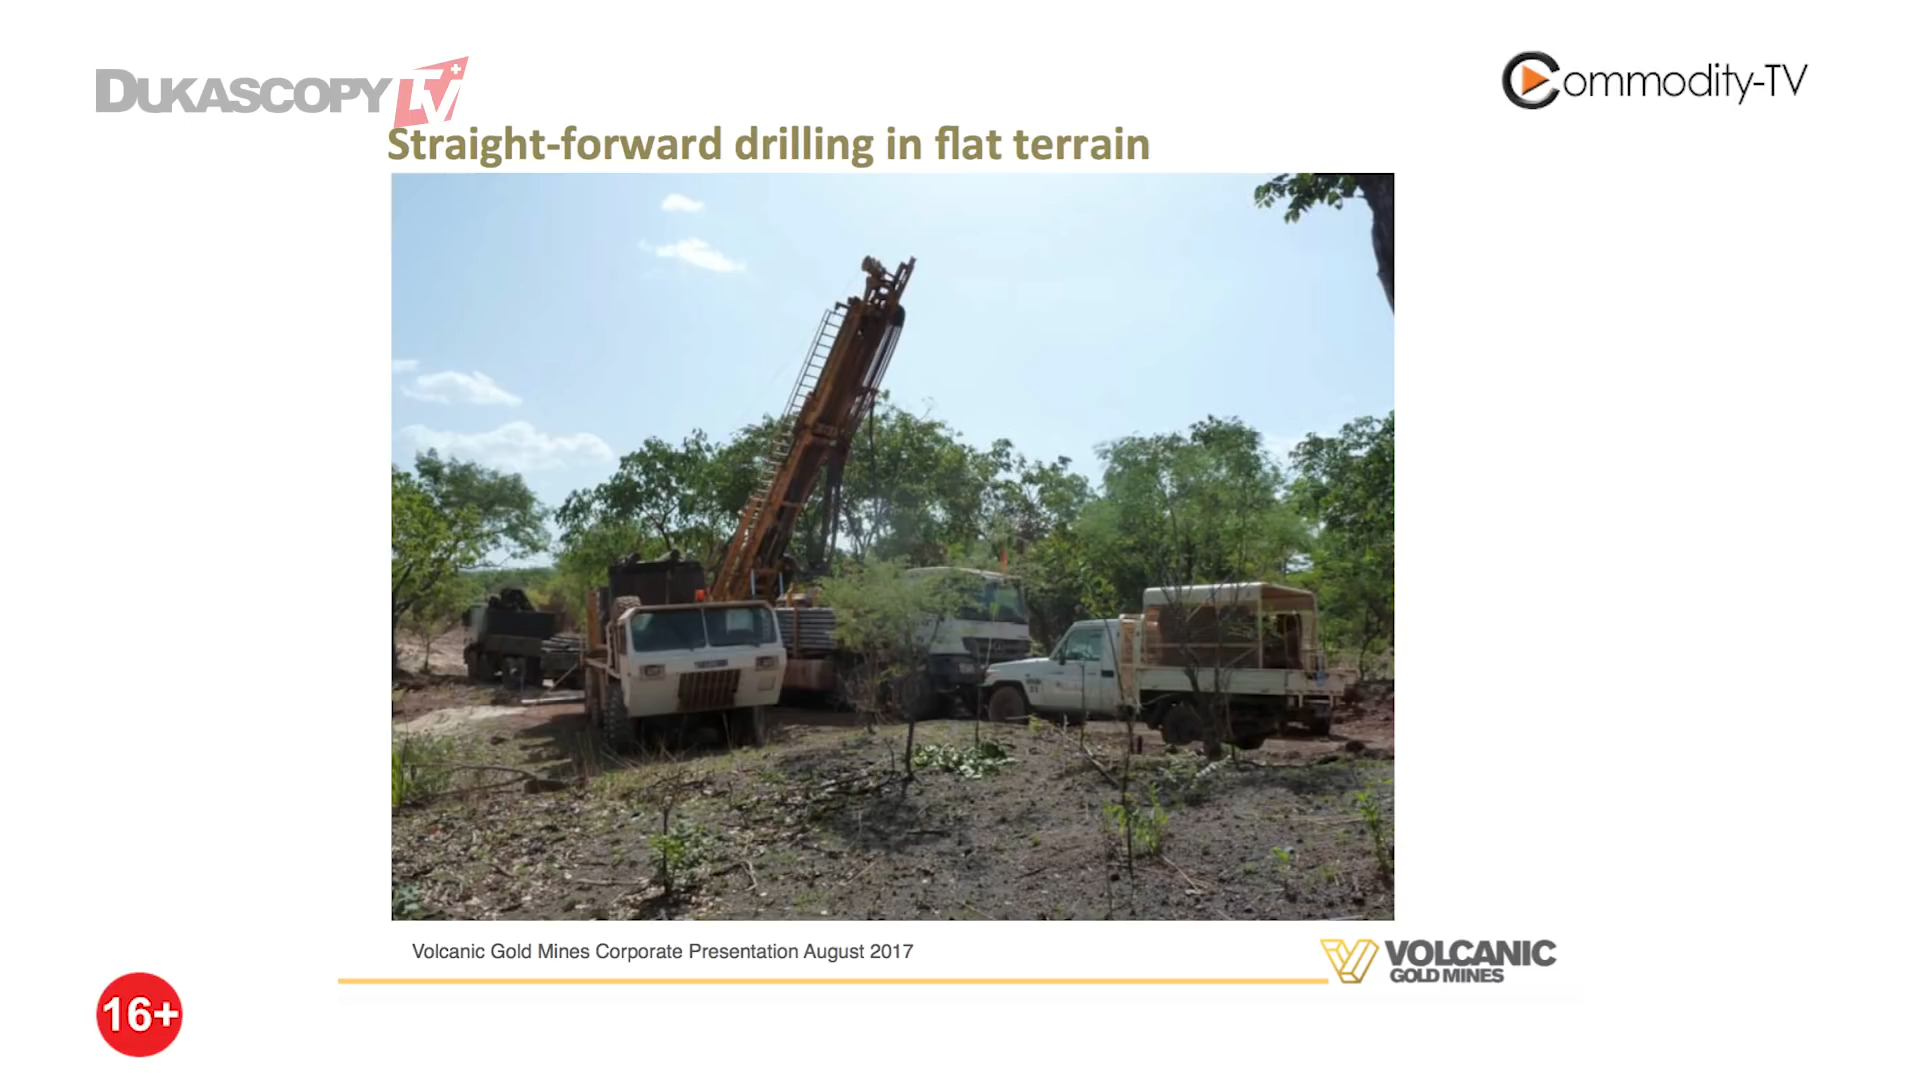 DUKASCOPY TV+
Commodity-TV
Straight-forward drilling in flat terrain
Volcanic Gold Mines Corporate Presentation August 2017
VOLCANIC
GOLD MINES
16+